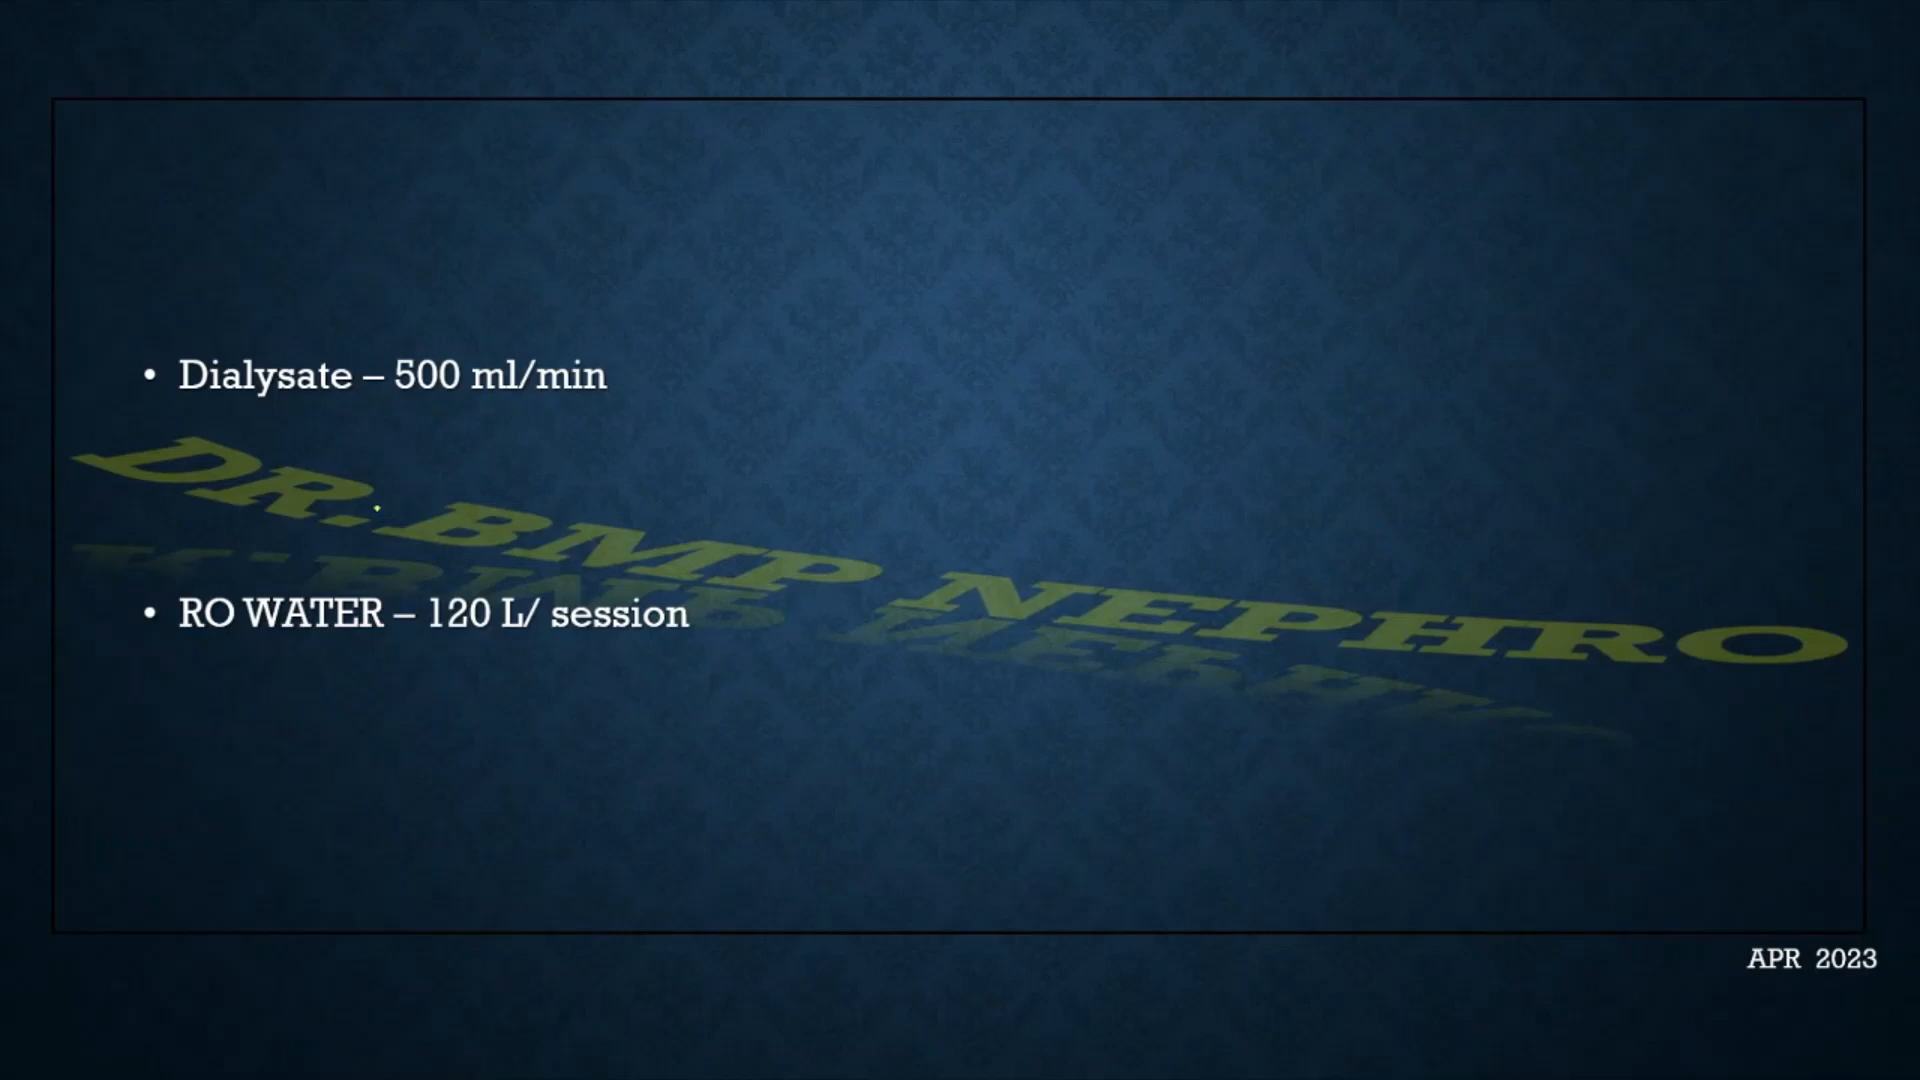 • Dialysate – 500 ml/min
DR.BMP NEPHRO
• RO WATER – 120 L/ session
APR 2023